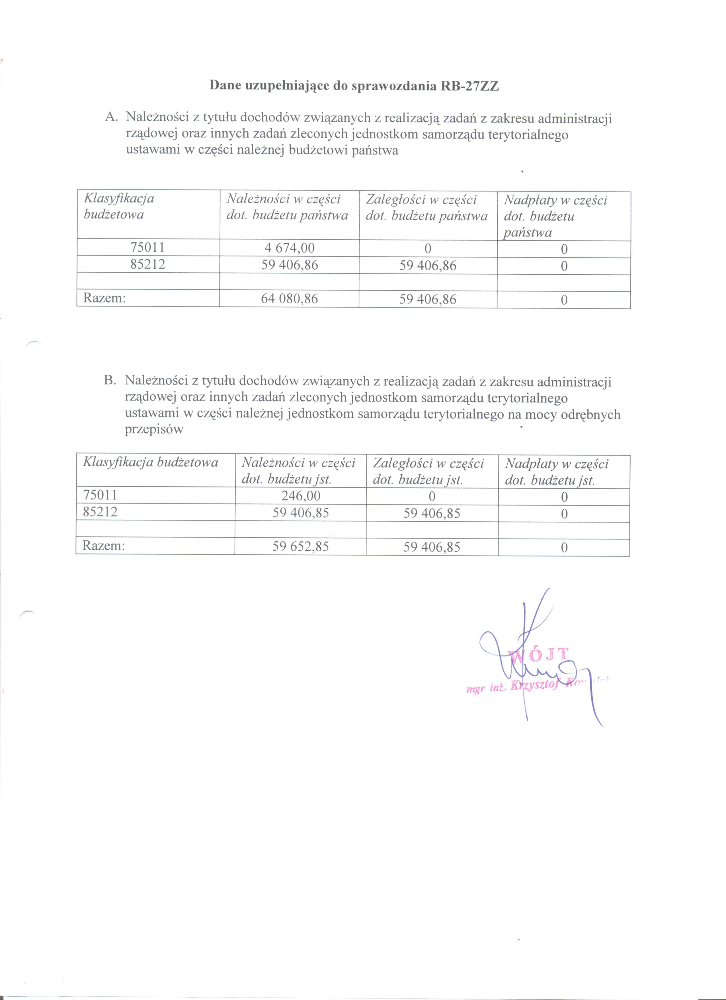 Dane uzupełniające do sprawozdania RB-27ZZ
A. Należności z tytułu dochodów związanych z realizacją zadań z zakresu administracji
rządowej oraz innych zadań zleconych jednostkom samorządu terytorialnego
ustawami w części należnej budżetowi państwa
Klasyfikacja budżetowa Należności w części dot. budżetu państwa Zaległości w części dot. budżetu państwa Nadpłaty w części dot. budżetu państwa
75011 4 674,00 0 0
85212 59 406,86 59 406,86 0
Razem: 64 080,86 59 406,86 0
B. Należności z tytułu dochodów związanych z realizacją zadań z zakresu administracji
rządowej oraz innych zadań zleconych jednostkom samorządu terytorialnego
ustawami w części należnej jednostkom samorządu terytorialnego na mocy odrębnych
przepisów
Klasyfikacja budżetowa Należności w części dot. budżetu jst. Zaległości w części dot. budżetu jst. Nadpłaty w części dot. budżetu jst.
75011 246,00 0 0
85212 59 406,85 59 406,85 0
Razem: 59 652,85 59 406,85 0
WÓJT
mgr inż. Krzysztof